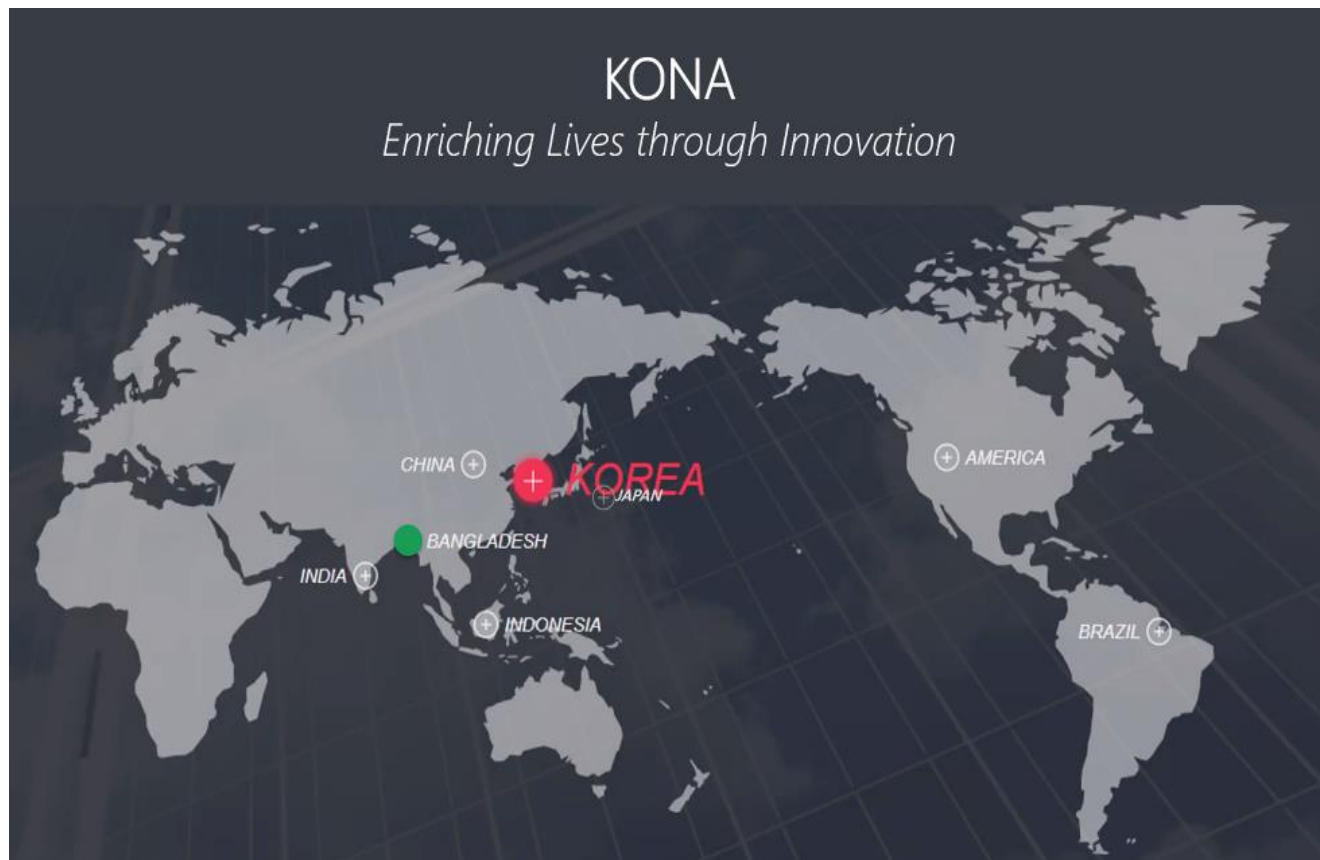 KONA
Enriching Lives through Innovation
CHINA
KOREA
JAPAN
AMERICA
BANGLADESH
INDIA
INDONESIA
BRAZIL